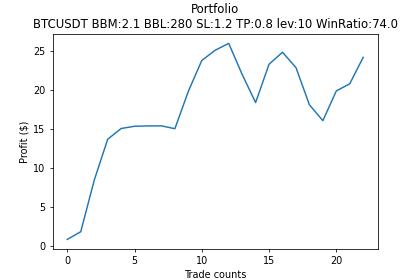 Portfolio
BTCUSDT BBM:2.1 BBL:280 SL:1.2 TP:0.8 lev:10 WinRatio:74.0
25
20
15
10
5
0
Profit ($)
0 5 10 15 20
Trade counts